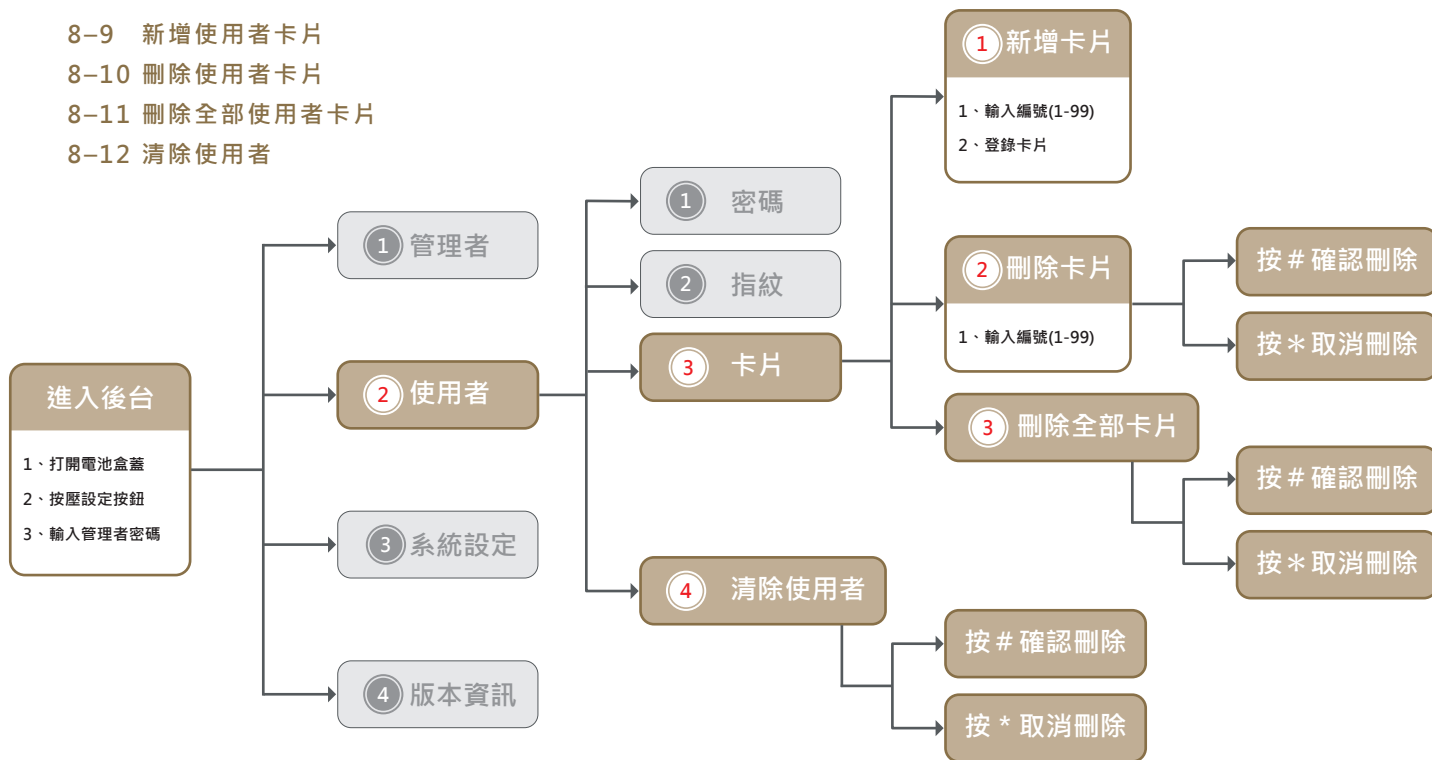 8–9 新增使用者卡片
8–10 刪除使用者卡片
8–11 刪除全部使用者卡片
8–12 清除使用者
進入後台
1、打開電池盒蓋
2、按壓設定按鈕
3、輸入管理者密碼
1 管理者
2 使用者
3 系統設定
4 版本資訊
1 密碼
2 指紋
3 卡片
4 清除使用者
1 新增卡片
1、輸入編號(1-99)
2、登錄卡片
2 刪除卡片
1、輸入編號(1-99)
按#確認刪除
按＊取消刪除
3 刪除全部卡片
按#確認刪除
按＊取消刪除
按#確認刪除
按*取消刪除